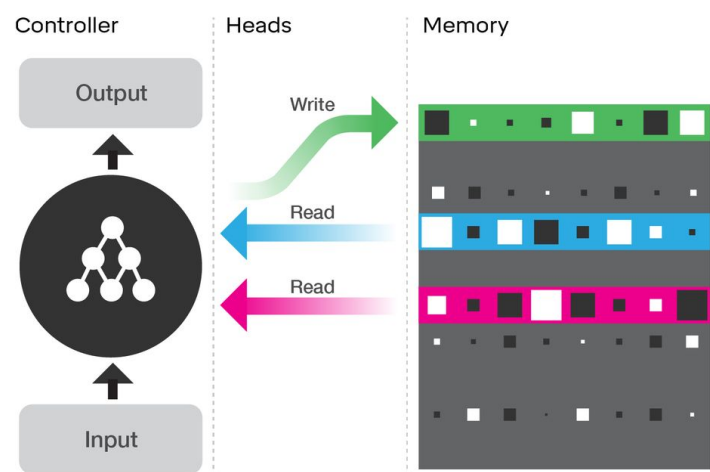 Controller
Heads
Memory
Output
Write
Read
Read
Input